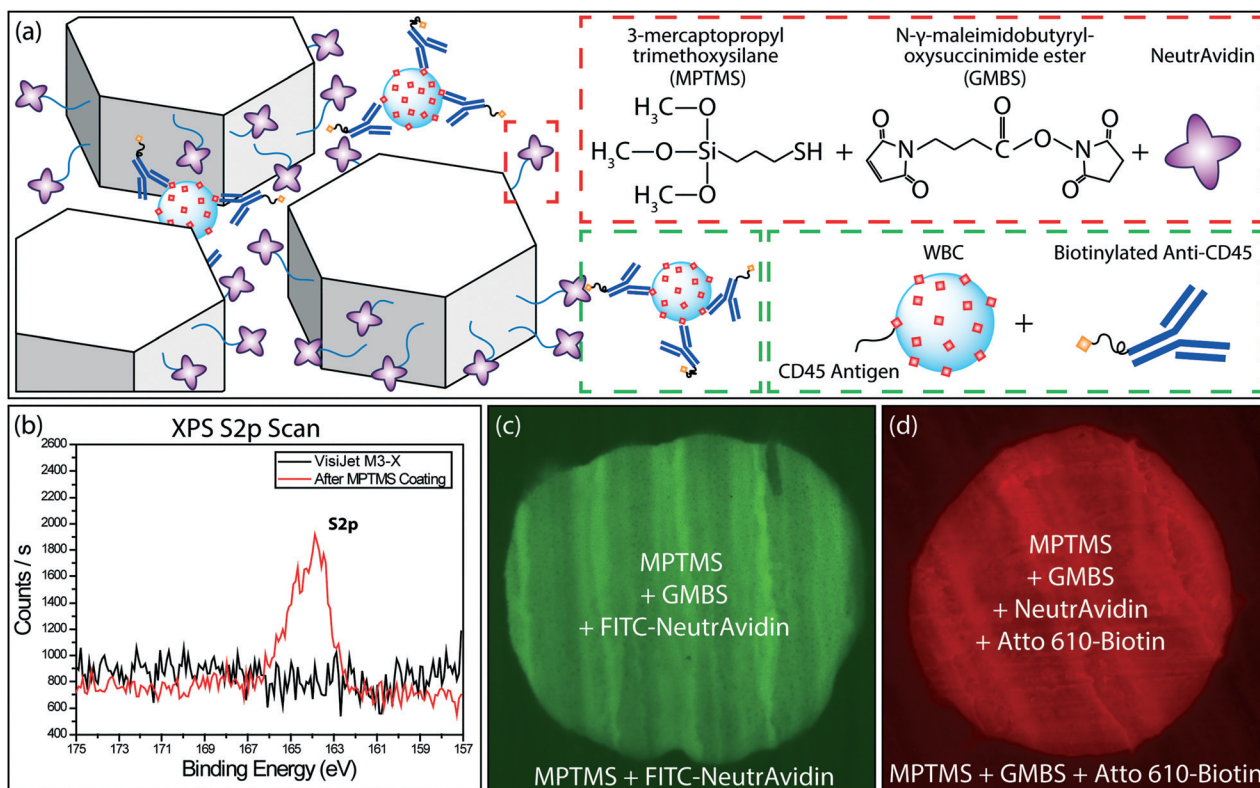 (a)
3-mercaptopropyl
trimethoxysilane
(MPTMS)
N-γ-maleimidobutyryl-
oxysuccinimide ester
(GMBS)
NeutrAvidin
H₃C—O
H₃C—O Si SH + N C O O O O N O O +
H₃C—O
WBC
Biotinylated Anti-CD45
+
CD45 Antigen
(b)
XPS S2p Scan
VisiJet M3-X
After MPTMS Coating
S2p
Counts / s
2600
2400
2200
2000
1800
1600
1400
1200
1000
800
600
400
175 173 171 169 167 165 163 161 159 157
Binding Energy (eV)
(c)
MPTMS
+ GMBS
+ FITC-NeutrAvidin
MPTMS + FITC-NeutrAvidin
(d)
MPTMS
+ GMBS
+ NeutrAvidin
+ Atto 610-Biotin
MPTMS + GMBS + Atto 610-Biotin